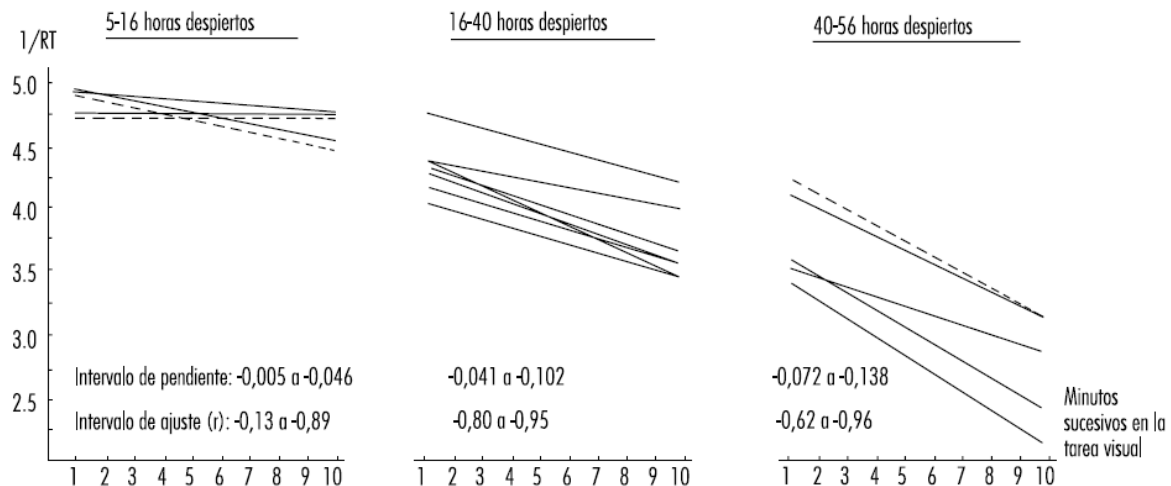 5-16 horas despiertos
16-40 horas despiertos
40-56 horas despiertos
1/RT
5.0
4.5
4.0
3.5
3.0
2.5
Intervalo de pendiente: -0,005 a -0,046
-0,041 a -0,102
-0,072 a -0,138
Intervalo de ajuste (r): -0,13 a -0,89
-0,80 a -0,95
-0,62 a -0,96
Minutos
sucesivos en la
tarea visual
1 2 3 4 5 6 7 8 9 10
1 2 3 4 5 6 7 8 9 10
1 2 3 4 5 6 7 8 9 10